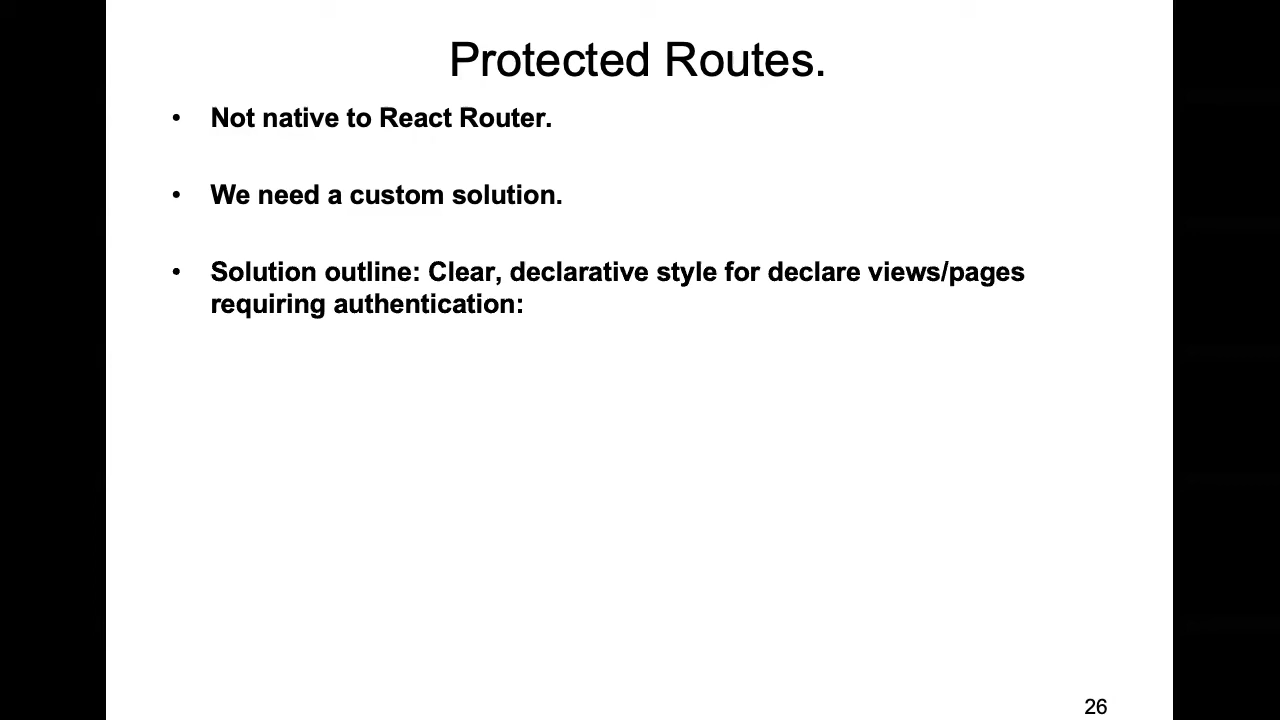 Protected Routes.
• Not native to React Router.
• We need a custom solution.
• Solution outline: Clear, declarative style for declare views/pages
requiring authentication:
26